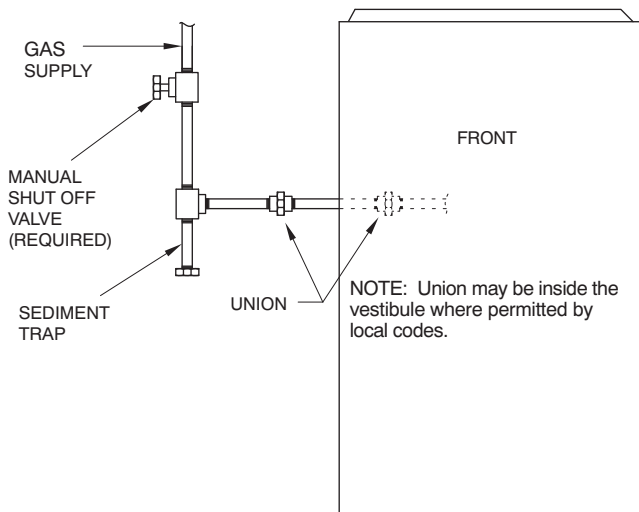 GAS
SUPPLY
FRONT
MANUAL
SHUT OFF
VALVE
(REQUIRED)
SEDIMENT
TRAP
UNION
NOTE: Union may be inside the
vestibule where permitted by
local codes.